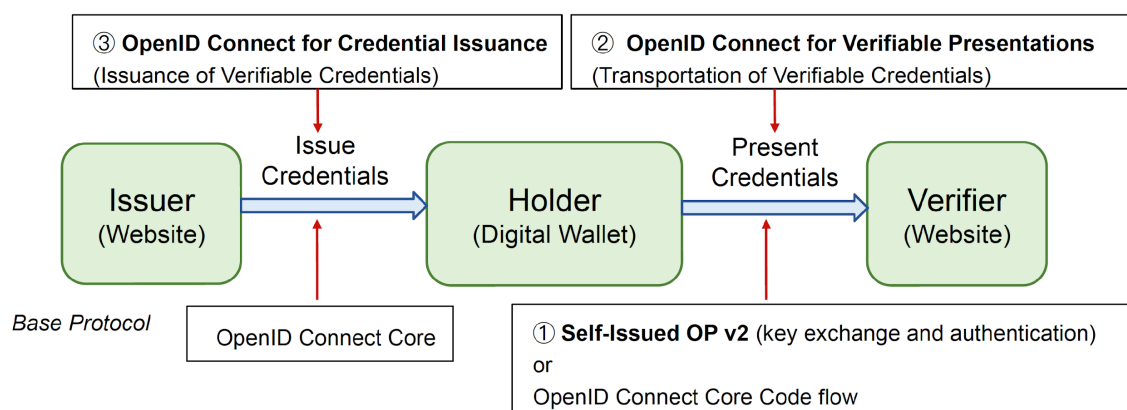 ③ OpenID Connect for Credential Issuance
(Issuance of Verifiable Credentials)
② OpenID Connect for Verifiable Presentations
(Transportation of Verifiable Credentials)
Issue
Credentials
Present
Credentials
Issuer
(Website)
Holder
(Digital Wallet)
Verifier
(Website)
Base Protocol
OpenID Connect Core
① Self-Issued OP v2 (key exchange and authentication)
or
OpenID Connect Core Code flow